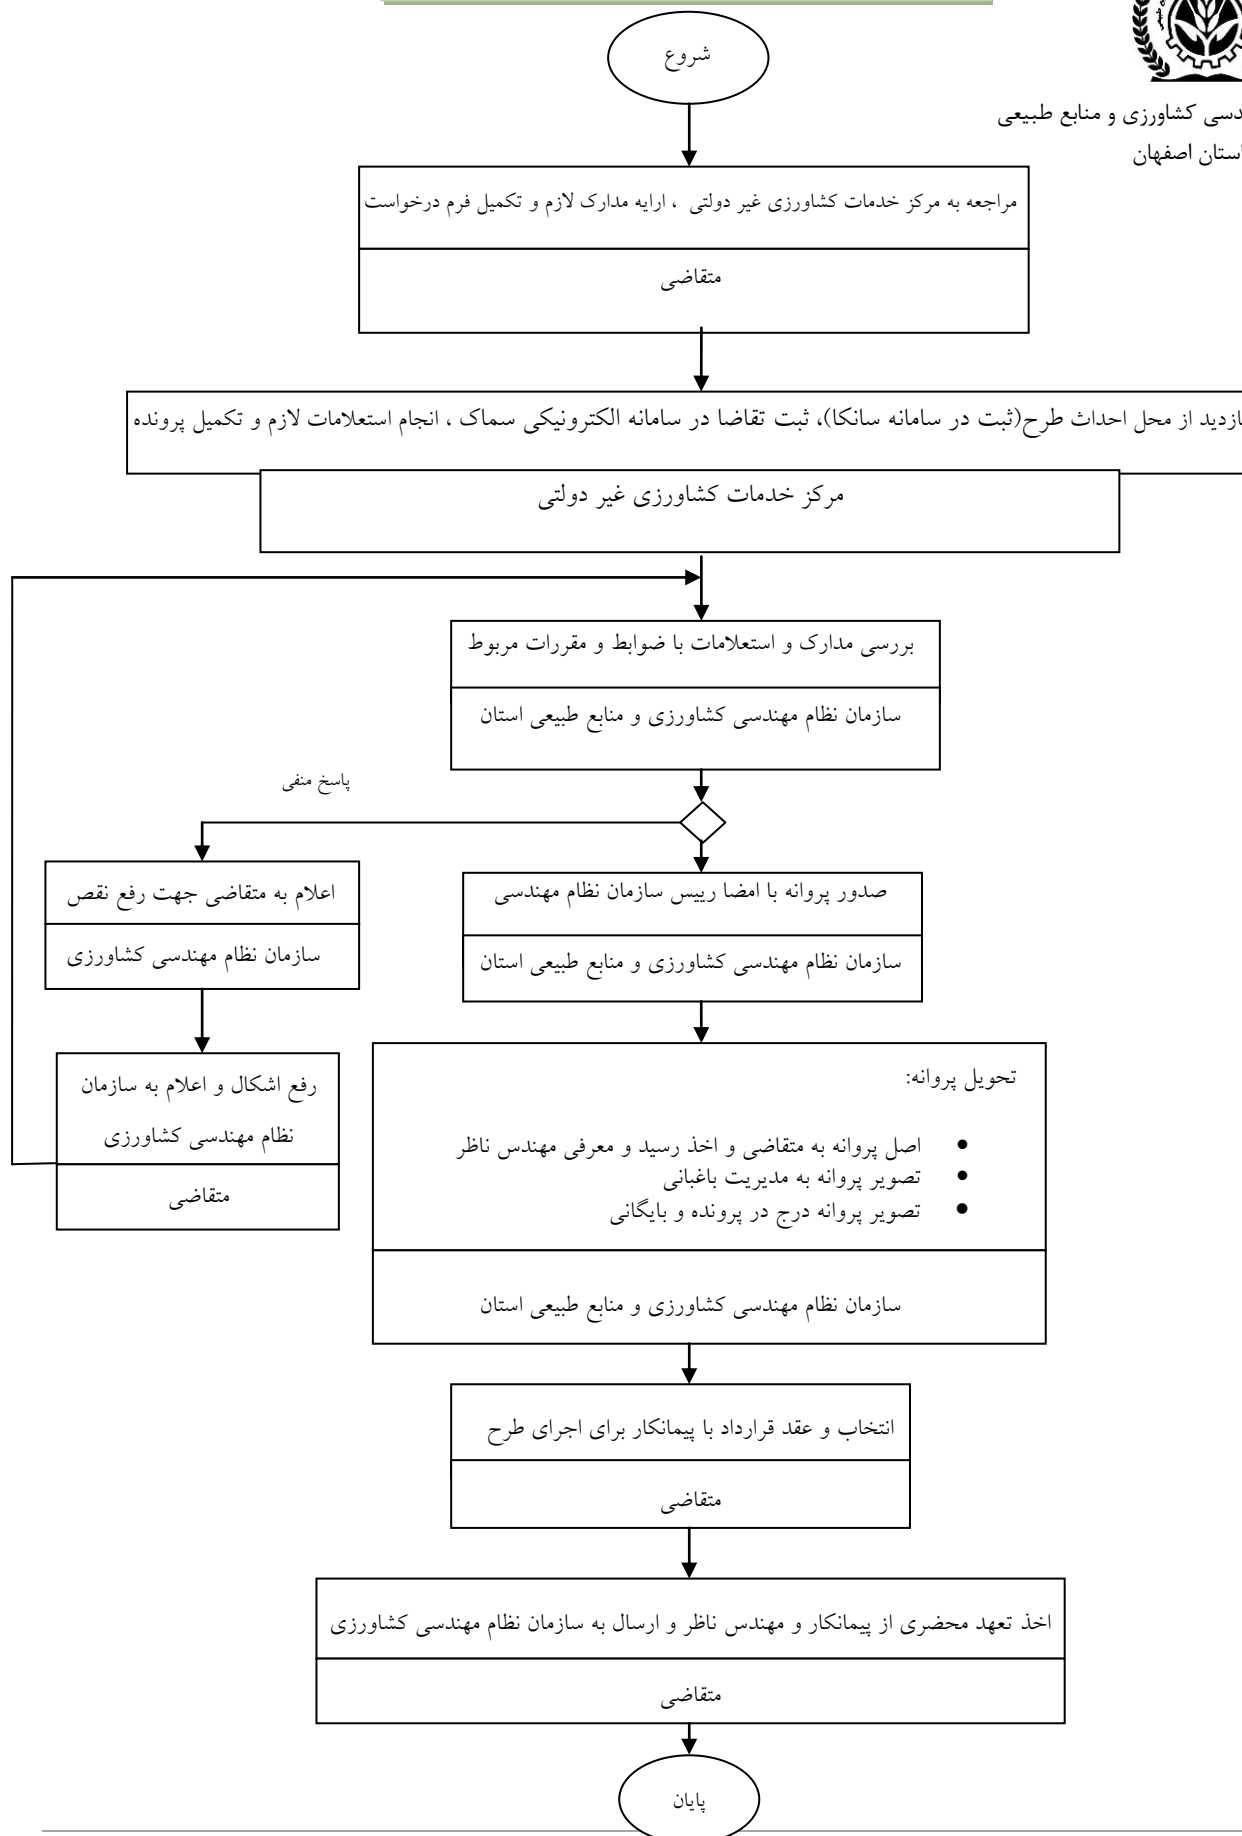 شروع
کشاورزی و منابع طبیعی
استان اصفهان
مراجعه به مرکز خدمات کشاورزی غیر دولتی ، ارایه مدارک لازم و تکمیل فرم درخواست
متقاضی
از محل احداث طرح(ثبت در سامانه سانکا)، ثبت تقاضا در سامانه الکترونیکی سماک ، انجام استعلامات لازم و تکمیل پرونده
مرکز خدمات کشاورزی غیر دولتی
بررسی مدارک و استعلامات با ضوابط و مقررات مربوط
سازمان نظام مهندسی کشاورزی و منابع طبیعی استان
پاسخ منفی
اعلام به متقاضی جهت رفع نقص
سازمان نظام مهندسی کشاورزی
رفع اشکال و اعلام به سازمان
نظام مهندسی کشاورزی
متقاضی
صدور پروانه با امضا رییس سازمان نظام مهندسی
سازمان نظام مهندسی کشاورزی و منابع طبیعی استان
تحویل پروانه:
● اصل پروانه به متقاضی و اخذ رسید و معرفی مهندس ناظر
● تصویر پروانه به مدیریت باغبانی
● تصویر پروانه درج در پرونده و بایگانی
سازمان نظام مهندسی کشاورزی و منابع طبیعی استان
انتخاب و عقد قرارداد با پیمانکار برای اجرای طرح
متقاضی
اخذ تعهد محضری از پیمانکار و مهندس ناظر و ارسال به سازمان نظام مهندسی کشاورزی
متقاضی
پایان